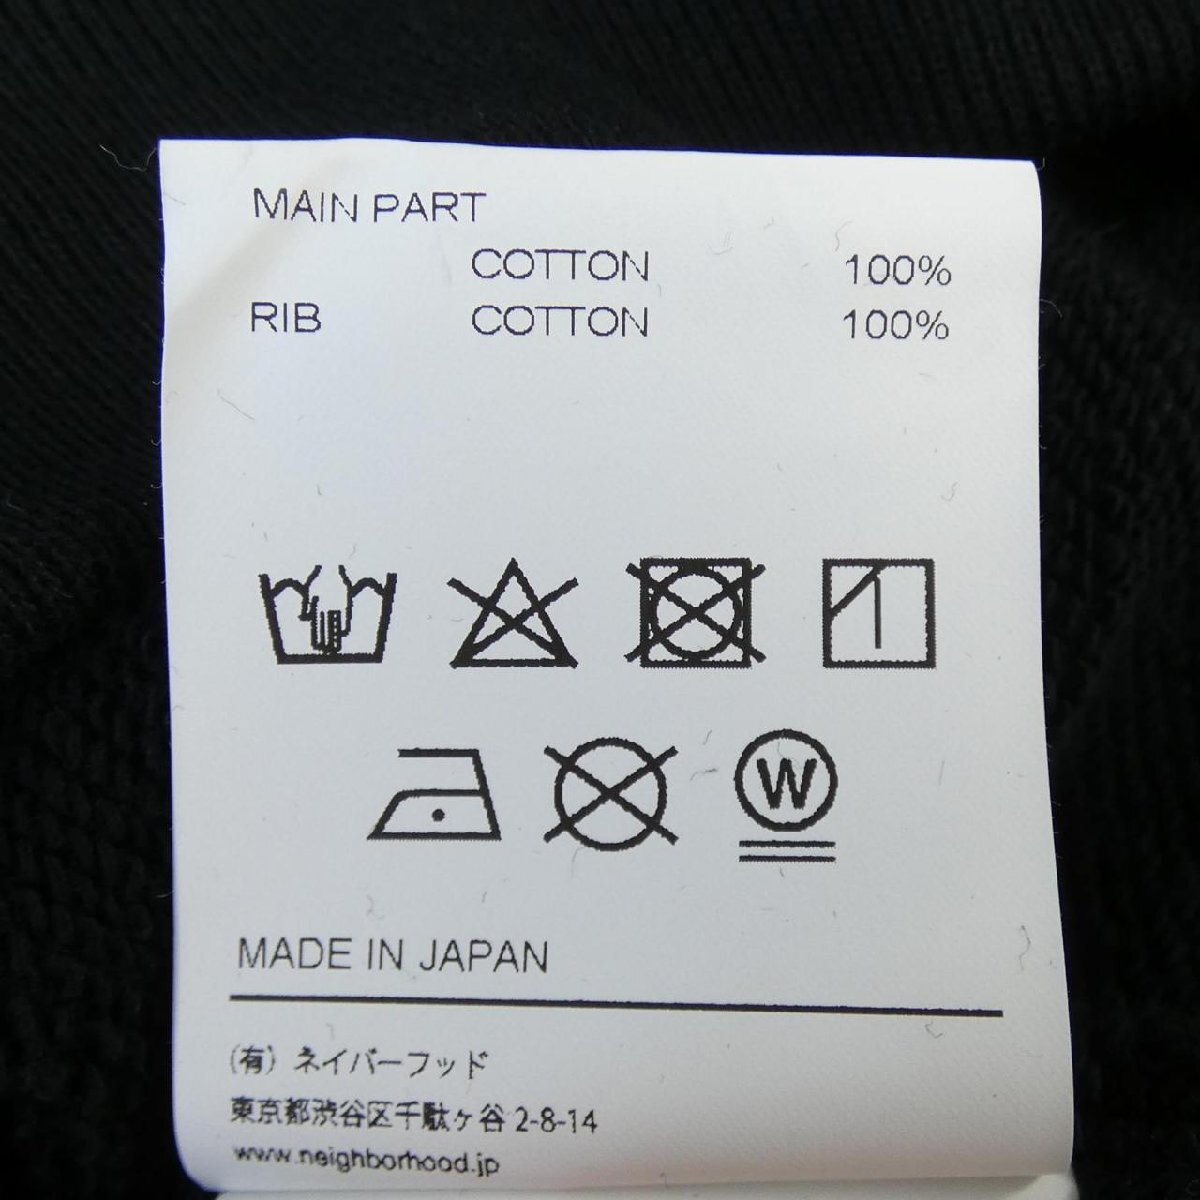 MAIN PART
COTTON 100%
RIB COTTON 100%
W
MADE IN JAPAN
(有) ネイバーフッド
東京都渋谷区千駄ヶ谷 2-8-14
www.neighborhood.jp